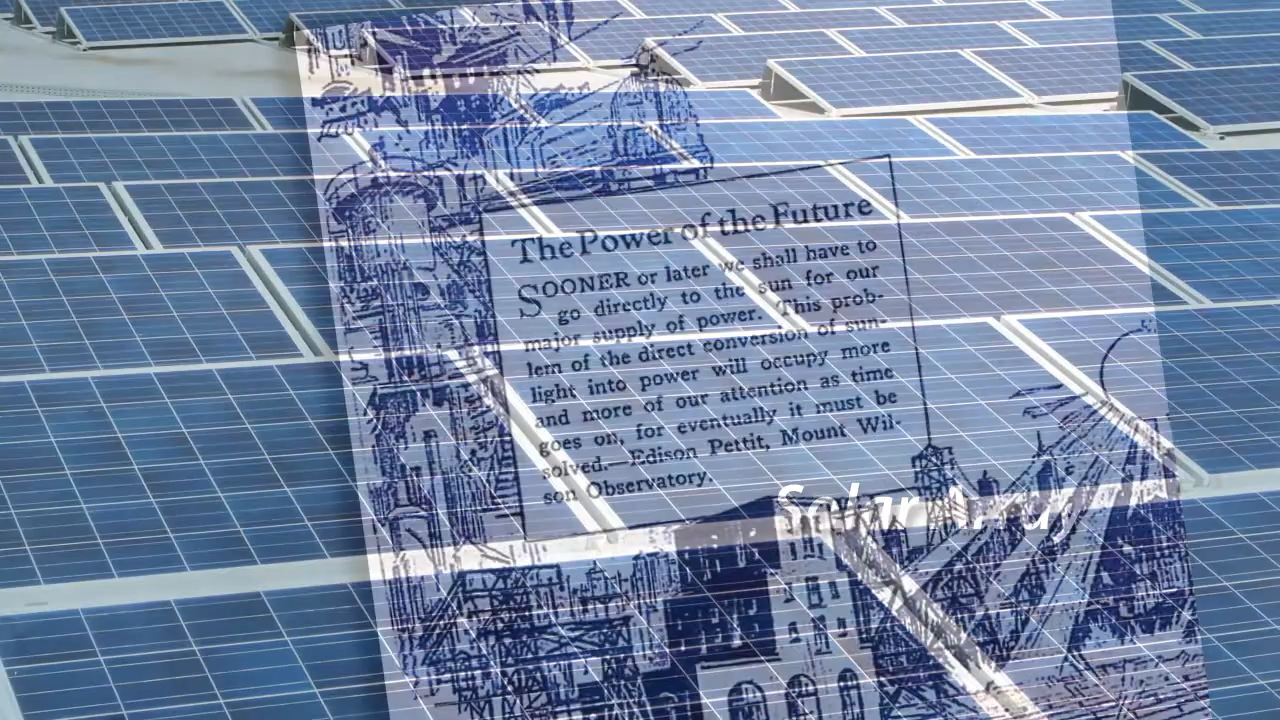 The Power of the Future
SOONER or later we shall have to
go directly to the sun for our
major supply of power. This prob-
lem of the direct conversion of sun-
light into power will occupy more
and more of our attention as time
goes on, for eventually it must be
solved.—Edison Pettit, Mount Wil-
son Observatory.
Solar Array